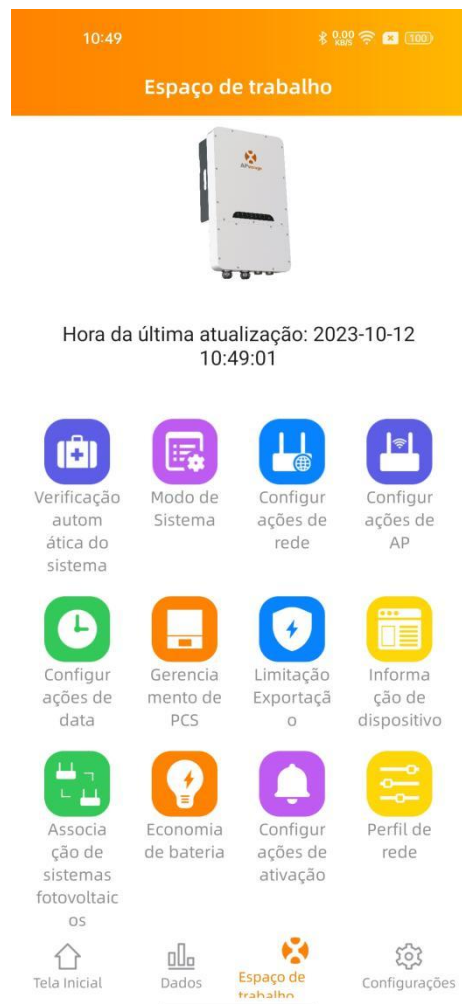 10:49
0.00
KB/S
100
Espaço de trabalho
APstorage
Hora da última atualização: 2023-10-12
10:49:01
Verificação
autom
ática do
sistema
Modo de
Sistema
Configur
ações de
rede
Configur
ações de
AP
Configur
ações de
data
Gerencia
mento de
PCS
Limitação
Exportaçã
o
Informa
ção de
dispositivo
Associa
ção de
sistemas
fotovoltaic
os
Economia
de bateria
Configur
ações de
ativação
Perfil de
rede
Tela Inicial
Dados
Espaço de
trabalho
Configurações